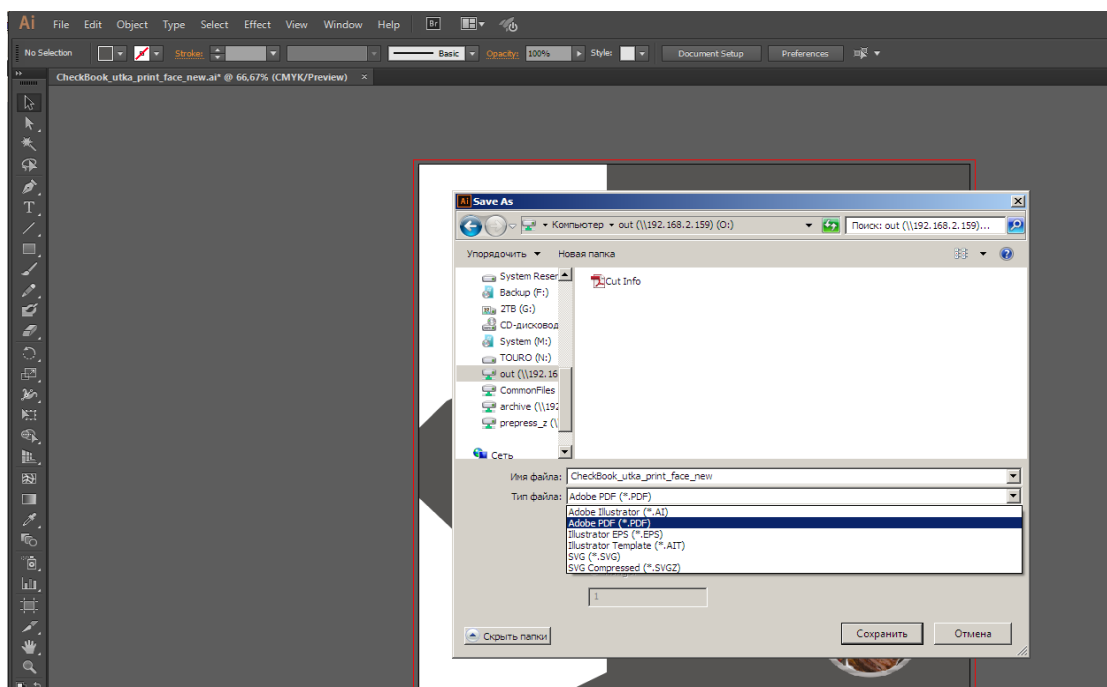 Ai File Edit Object Type Select Effect View Window Help Br
No Selection Stroke: Basic Opacity: 100% Style: Document Setup Preferences
CheckBook_utka_print_face_new.ai* @ 66,67% (CMYK/Preview) ×
Ai Save As
Компьютер out (\\192.168.2.159) (O:) Поиск: out (\\192.168.2.159)...
Упорядочить Новая папка
System Reser
Cut Info
Backup (F:)
2TB (G:)
CD-дисковод
System (M:)
TOURO (N:)
out (\\192.16
CommonFiles
archive (\\192
prepress_z (\
Сеть
Имя файла: CheckBook_utka_print_face_new
Тип файла: Adobe PDF (*.PDF)
Adobe Illustrator (*.AI)
Adobe PDF (*.PDF)
Illustrator EPS (*.EPS)
Illustrator Template (*.AIT)
SVG (*.SVG)
SVG Compressed (*.SVGZ)
1
Скрыть папки Сохранить Отмена